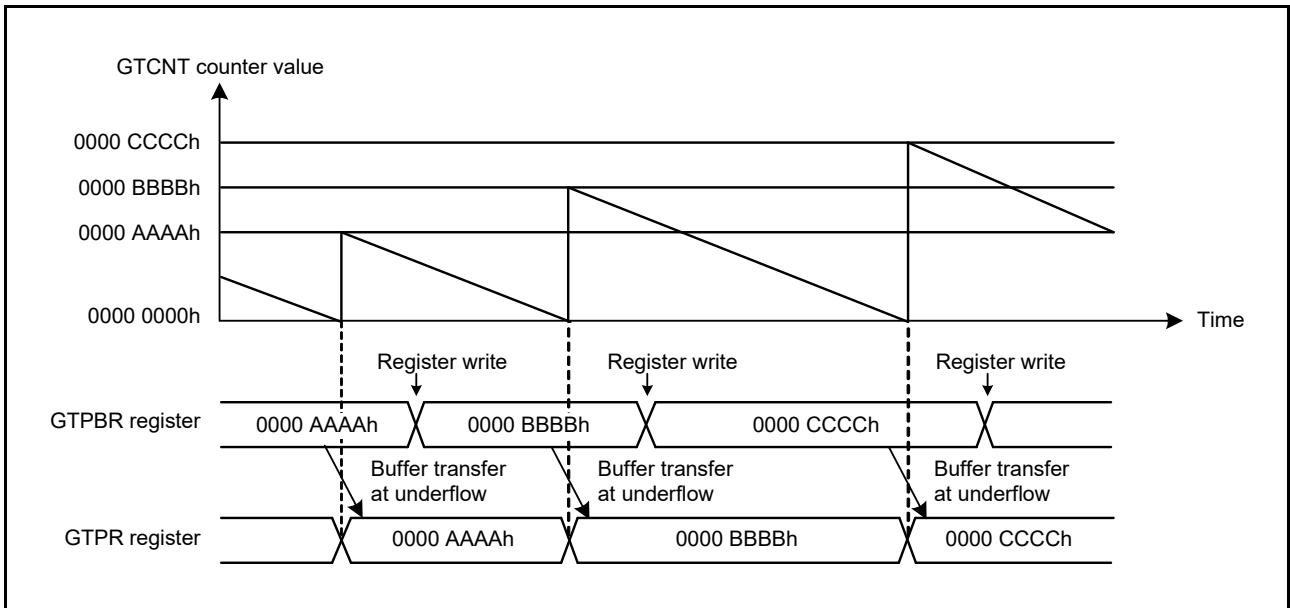 GTCNT counter value
0000 CCCCh
0000 BBBBh
0000 AAAAh
0000 0000h
Time
Register write
Register write
Register write
GTPBR register
0000 AAAAh
0000 BBBBh
0000 CCCCh
Buffer transfer
at underflow
Buffer transfer
at underflow
Buffer transfer
at underflow
GTPR register
0000 AAAAh
0000 BBBBh
0000 CCCCh